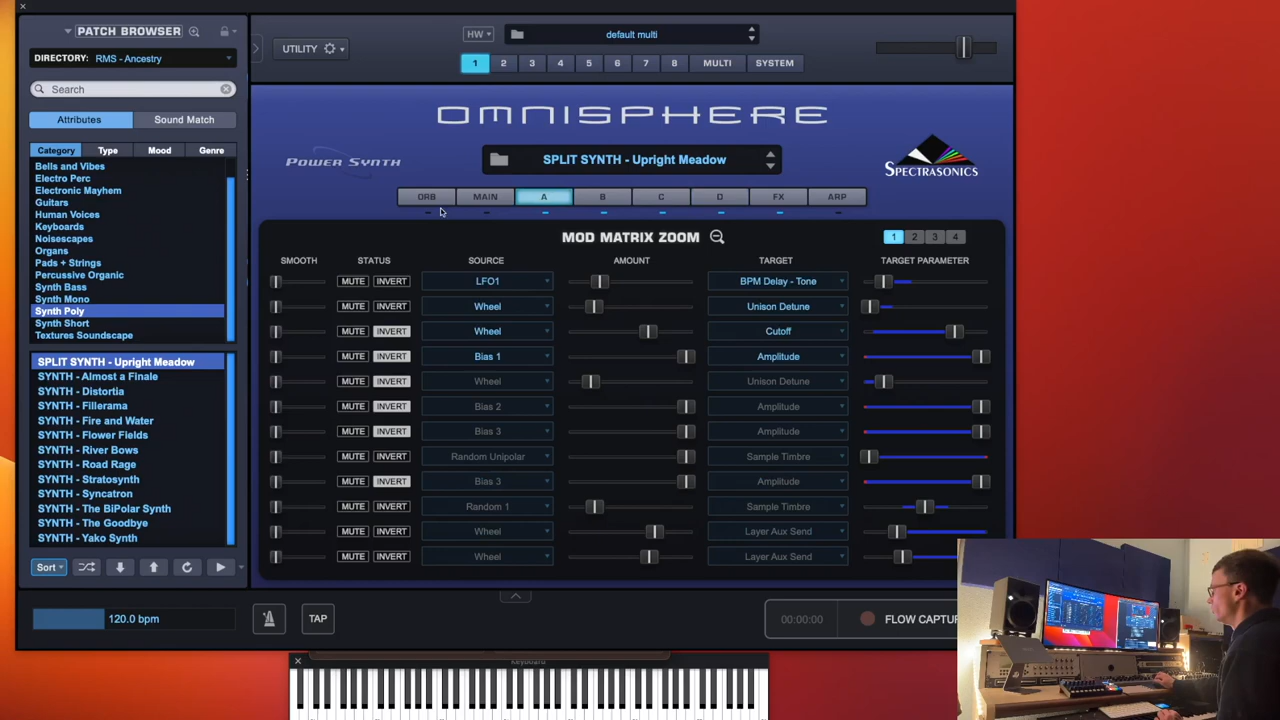 PATCH BROWSER
DIRECTORY: RMS - Ancestry
Search
Attributes Sound Match
Category Type Mood Genre
Bells and Vibes
Electro Perc
Electronic Mayhem
Guitars
Human Voices
Keyboards
Noisescapes
Organs
Pads + Strings
Percussive Organic
Synth Bass
Synth Mono
Synth Poly
Synth Short
Textures Soundscape
SPLIT SYNTH - Upright Meadow
SYNTH - Almost a Finale
SYNTH - Distortia
SYNTH - Fillerama
SYNTH - Fire and Water
SYNTH - Flower Fields
SYNTH - River Bows
SYNTH - Road Rage
SYNTH - Stratosynth
SYNTH - Syncatron
SYNTH - The BiPolar Synth
SYNTH - The Goodbye
SYNTH - Yako Synth
Sort
120.0 bpm
TAP
UTILITY
HW
default multi
1 2 3 4 5 6 7 8 MULTI SYSTEM
OMNISPHERE
POWER SYNTH
SPLIT SYNTH - Upright Meadow
SPECTRASONICS
ORB MAIN A B C D FX ARP
MOD MATRIX ZOOM
1 2 3 4
SMOOTH STATUS SOURCE AMOUNT TARGET TARGET PARAMETER
MUTE INVERT LFO1 BPM Delay - Tone
MUTE INVERT Wheel Unison Detune
MUTE INVERT Wheel Cutoff
MUTE INVERT Bias 1 Amplitude
MUTE INVERT Wheel Unison Detune
MUTE INVERT Bias 2 Amplitude
MUTE INVERT Bias 3 Amplitude
MUTE INVERT Random Unipolar Sample Timbre
MUTE INVERT Bias 3 Amplitude
MUTE INVERT Random 1 Sample Timbre
MUTE INVERT Wheel Layer Aux Send
MUTE INVERT Wheel Layer Aux Send
00:00:00 FLOW CAPTU
Keyboard